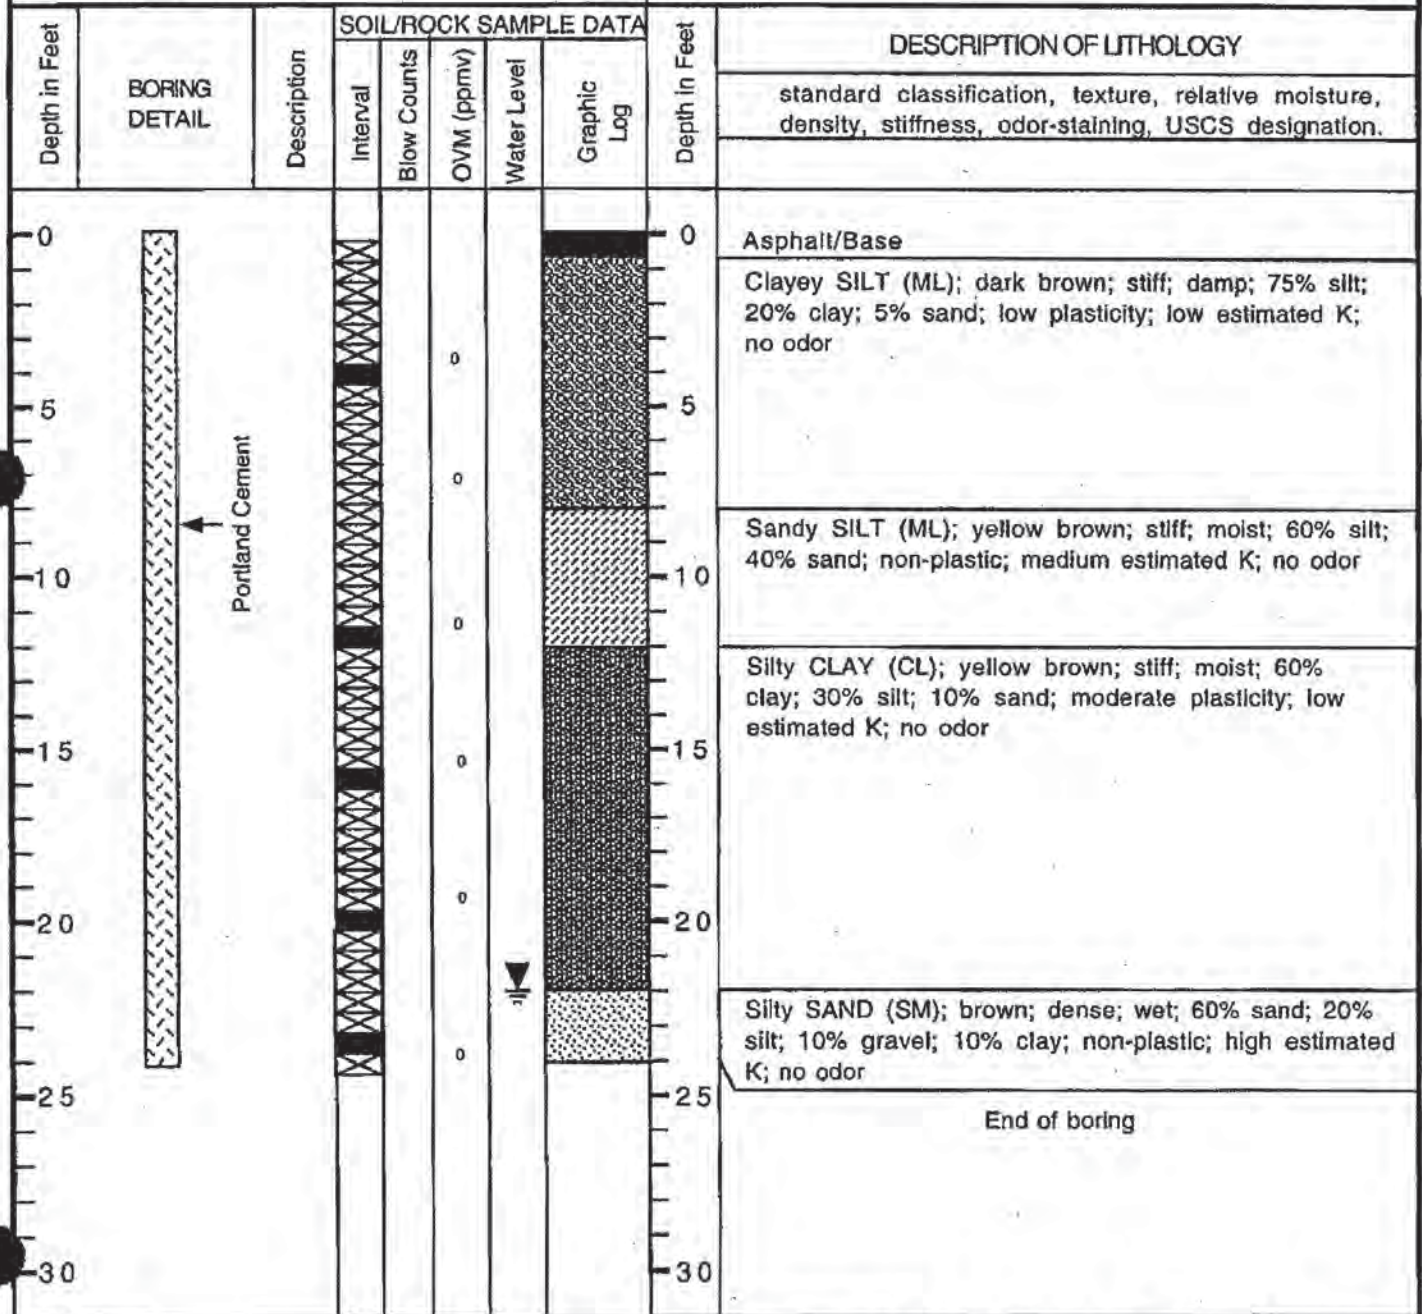 SOIL/ROCK SAMPLE DATA
Depth in Feet
BORING
DETAIL
Description
Interval
Blow Counts
OVM (ppmv)
Water Level
Graphic
Log
Depth in Feet
DESCRIPTION OF LITHOLOGY
standard classification, texture, relative moisture,
density, stiffness, odor-staining, USCS designation.
0
5
10
15
20
25
30
Portland Cement
0
0
0
0
0
0
0
5
10
15
20
25
30
Asphalt/Base
Clayey SILT (ML); dark brown; stiff; damp; 75% silt;
20% clay; 5% sand; low plasticity; low estimated K;
no odor
Sandy SILT (ML); yellow brown; stiff; moist; 60% silt;
40% sand; non-plastic; medium estimated K; no odor
Silty CLAY (CL); yellow brown; stiff; moist; 60%
clay; 30% silt; 10% sand; moderate plasticity; low
estimated K; no odor
Silty SAND (SM); brown; dense; wet; 60% sand; 20%
silt; 10% gravel; 10% clay; non-plastic; high estimated
K; no odor
End of boring